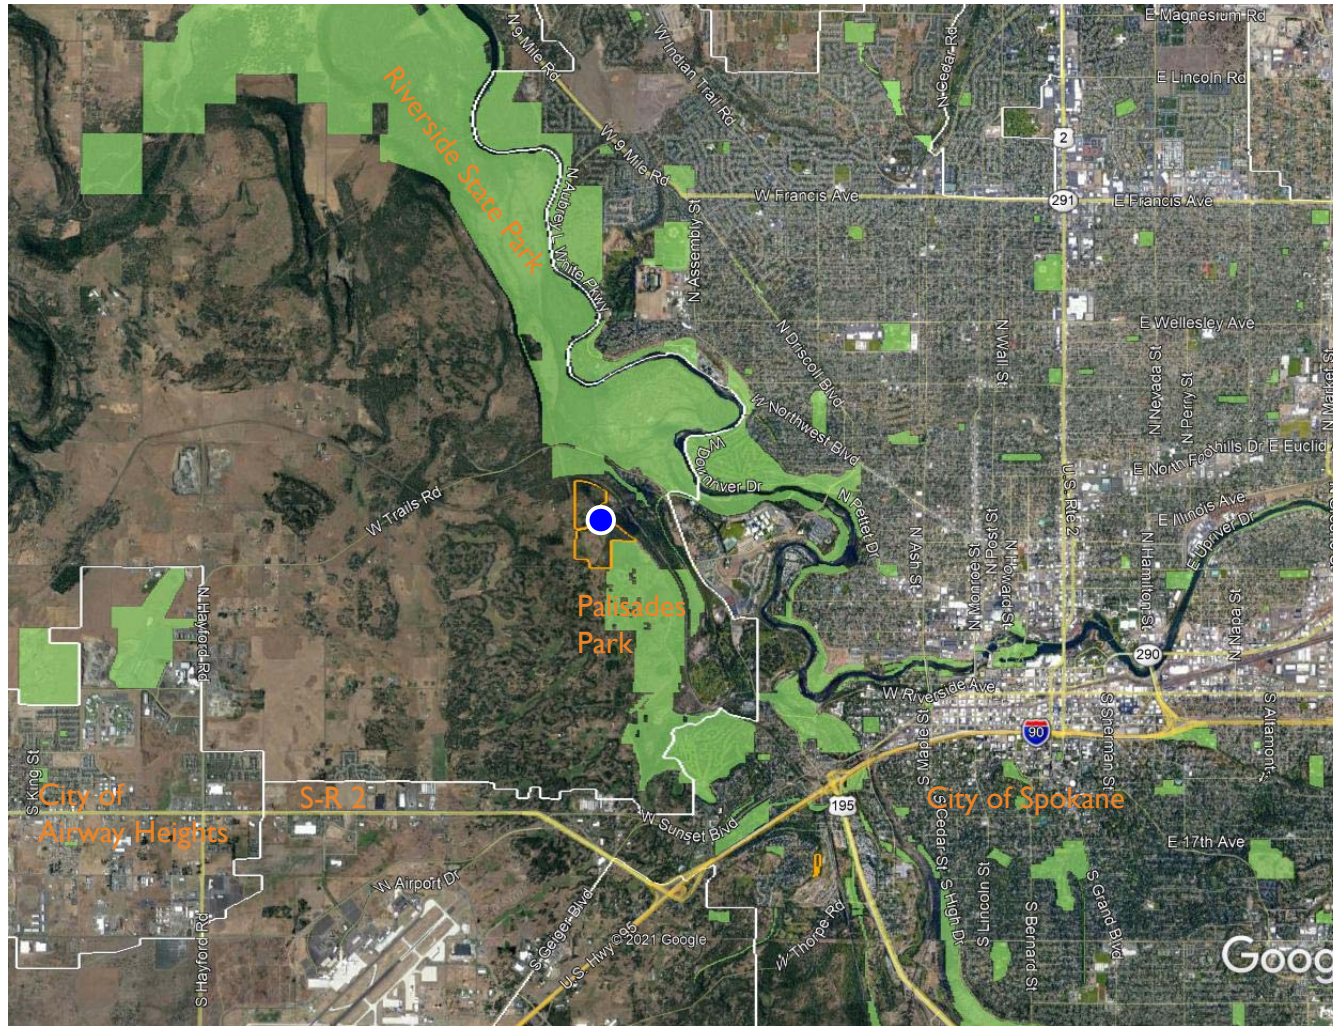 E Magnesium Rd
N 9 Mile Rd
W Indian Trail Rd
N Cedar Rd
E Lincoln Rd
2
Riverside State Park
W 9 Mile Rd
N Aubrey L White Pkwy
W Francis Ave
291
E Francis Ave
N Assembly St
E Wellesley Ave
N Driscoll Blvd
N Wall St
N Nevada St
N Perry St
N Market St
W Northwest Blvd
W Downriver Dr
E North Foothills Dr
E Euclid
U.S. Rte 2
W Trails Rd
N Pettet Dr
E Illinois Ave
E Upriver Dr
N Ash St
N Post St
N Monroe St
N Howard St
N Hamilton St
N Napa St
N Hayford Rd
Palisades
Park
290
W Riverside Ave
S Maple St
S Sherman St
S Altamont
90
S King St
City of
Airway Heights
S-R 2
W Sunset Blvd
195
City of Spokane
E 17th Ave
W Airport Dr
S Cedar St
S Lincoln St
S High Dr
S Bernard St
S Grand Blvd
S Hayford Rd
S Geiger Blvd
U.S. Hwy 395
© 2021 Google
W Thorpe Rd
Goog